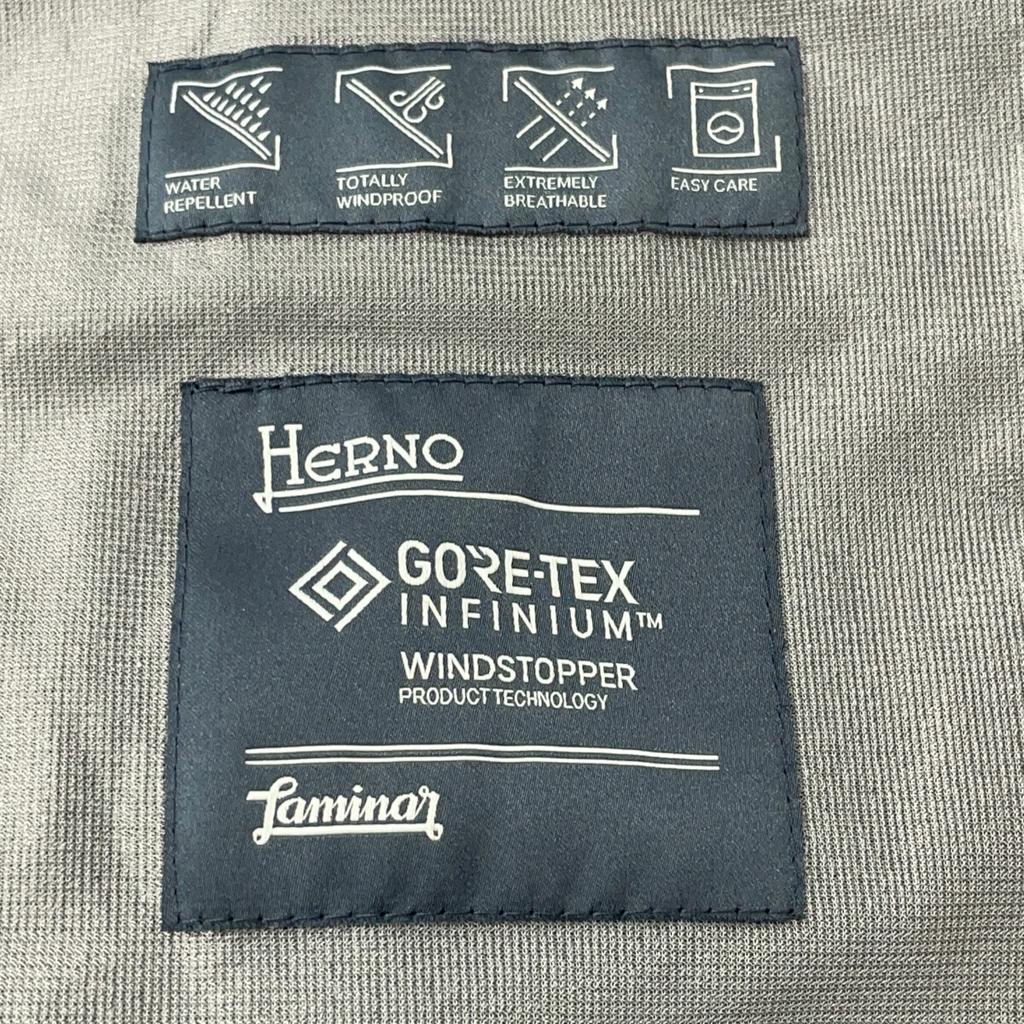 WATER
REPELLENT
TOTALLY
WINDPROOF
EXTREMELY
BREATHABLE
EASY CARE
HERNO
GORE-TEX
INFINIUM™
WINDSTOPPER
PRODUCT TECHNOLOGY
Laminar